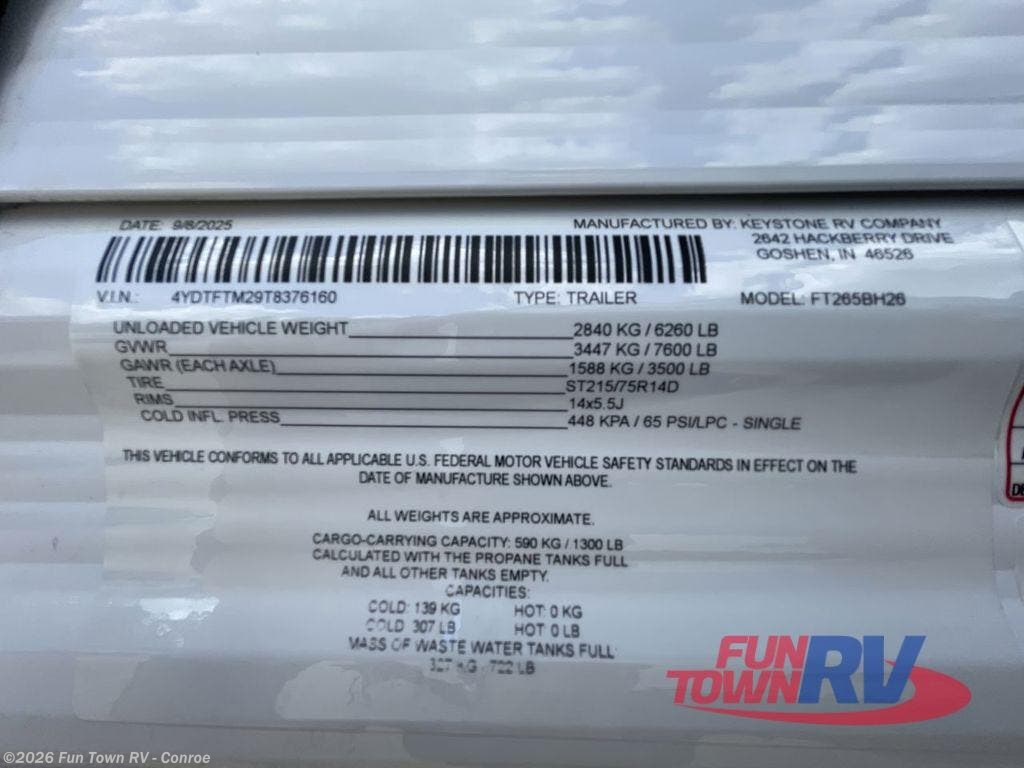 DATE: 9/8/2025
MANUFACTURED BY: KEYSTONE RV COMPANY
2642 HACKBERRY DRIVE
GOSHEN, IN 46526
V.I.N.: 4YDTFTM29T8376160 TYPE: TRAILER MODEL: FT265BH26
UNLOADED VEHICLE WEIGHT 2840 KG / 6260 LB
GVWR 3447 KG / 7600 LB
GAWR (EACH AXLE) 1588 KG / 3500 LB
TIRE ST215/75R14D
RIMS 14x5.5J
COLD INFL. PRESS 448 KPA / 65 PSI/LPC - SINGLE
THIS VEHICLE CONFORMS TO ALL APPLICABLE U.S. FEDERAL MOTOR VEHICLE SAFETY STANDARDS IN EFFECT ON THE
DATE OF MANUFACTURE SHOWN ABOVE.
ALL WEIGHTS ARE APPROXIMATE.
CARGO-CARRYING CAPACITY: 590 KG / 1300 LB
CALCULATED WITH THE PROPANE TANKS FULL
AND ALL OTHER TANKS EMPTY.
CAPACITIES:
COLD: 139 KG HOT: 0 KG
COLD 307 LB HOT 0 LB
MASS OF WASTE WATER TANKS FULL:
327 KG / 722 LB
FUN
TOWN RV
©2026 Fun Town RV - Conroe